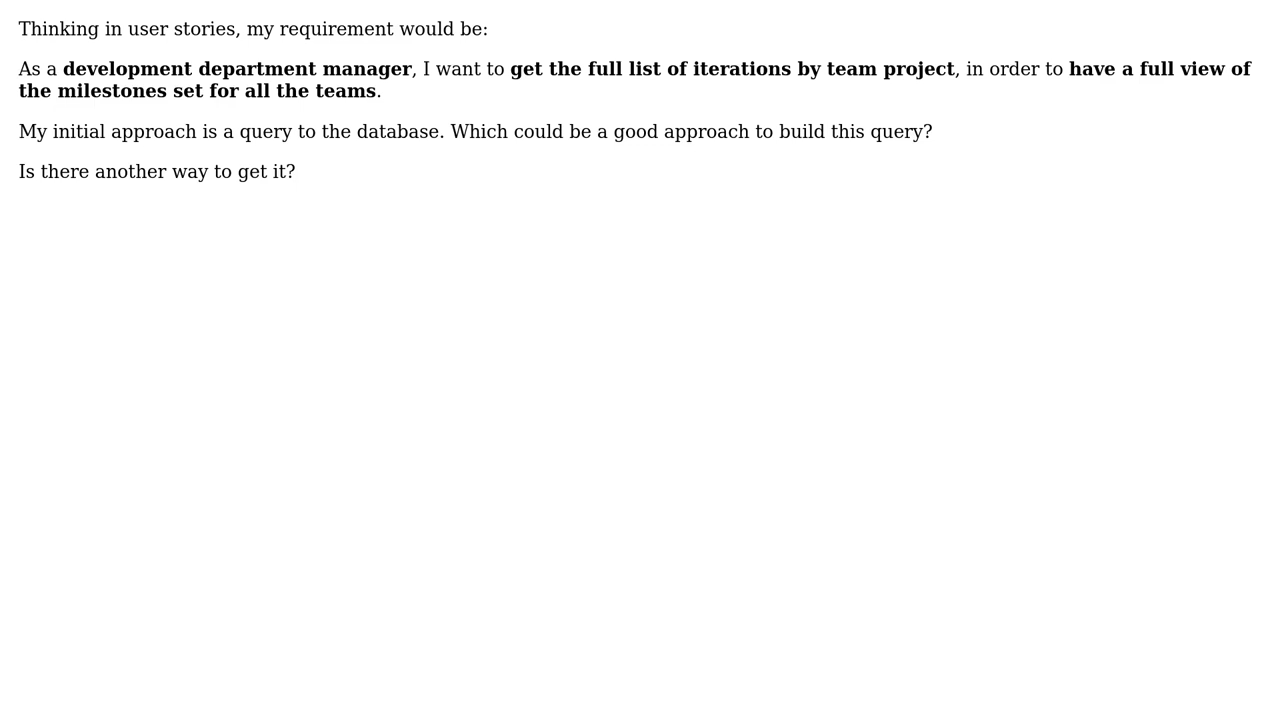 Thinking in user stories, my requirement would be:
As a development department manager, I want to get the full list of iterations by team project, in order to have a full view of
the milestones set for all the teams.
My initial approach is a query to the database. Which could be a good approach to build this query?
Is there another way to get it?